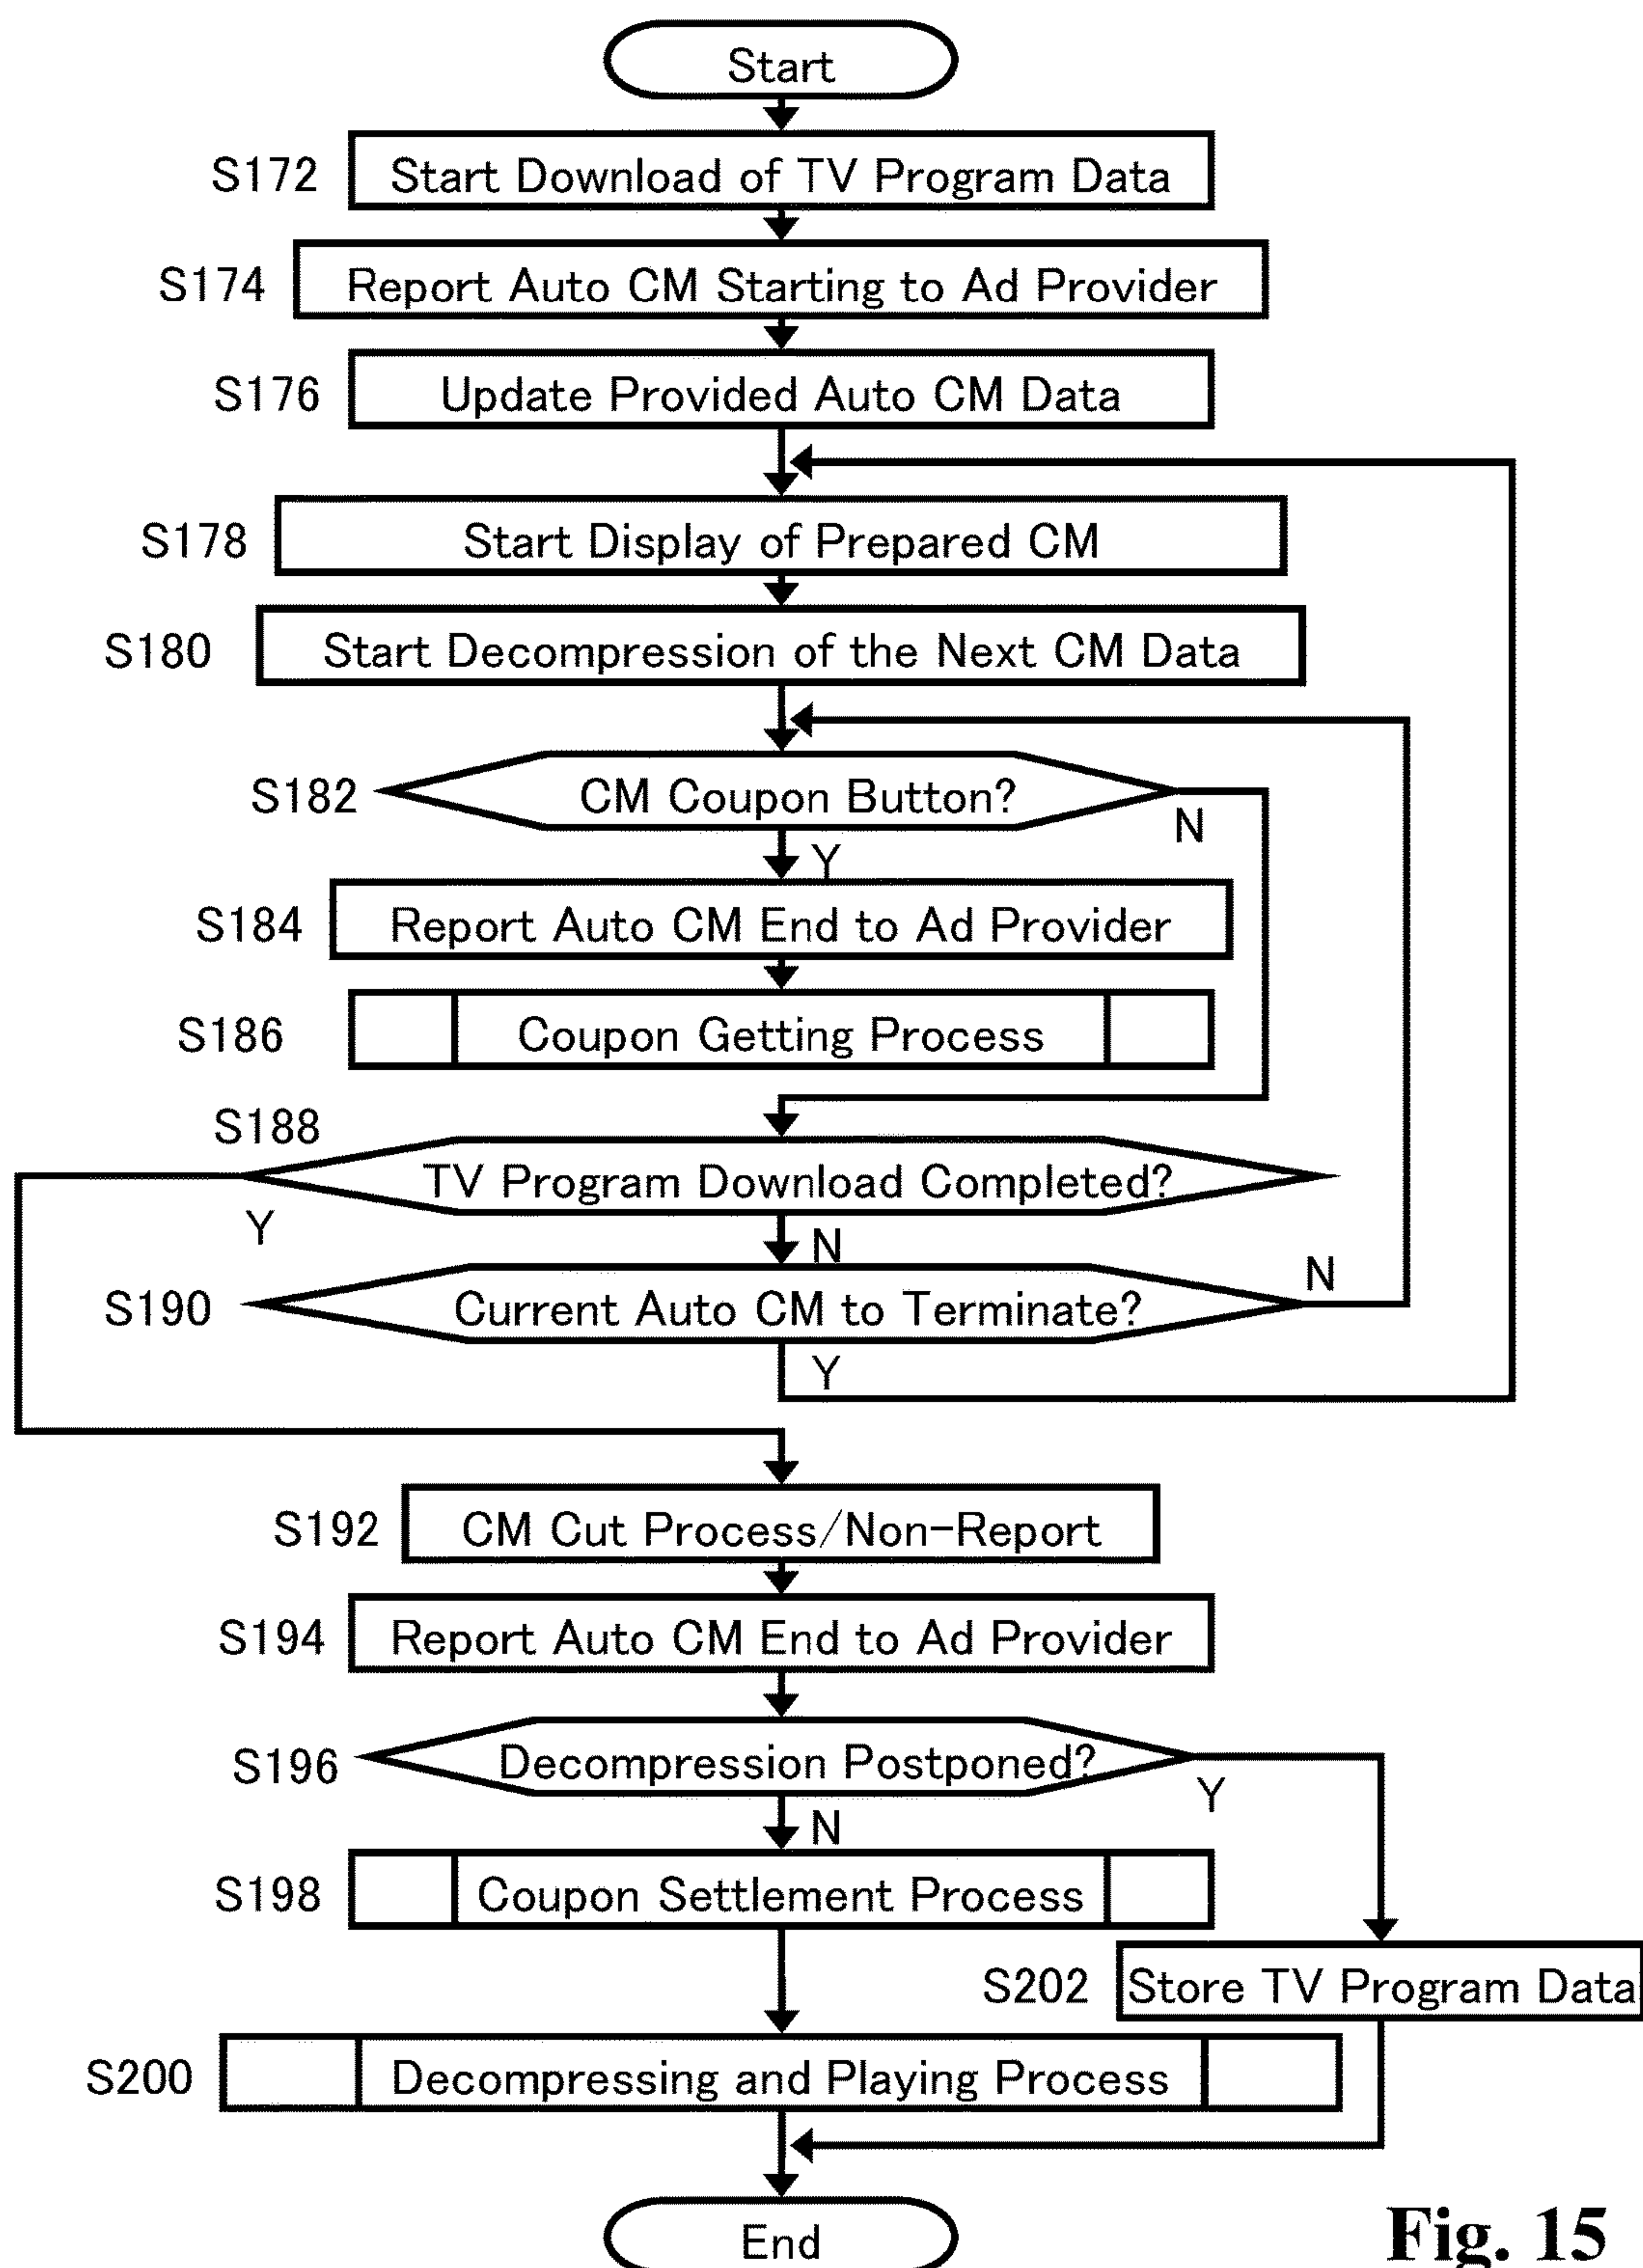 Start
S172 Start Download of TV Program Data
S174 Report Auto CM Starting to Ad Provider
S176 Update Provided Auto CM Data
S178 Start Display of Prepared CM
S180 Start Decompression of the Next CM Data
S182 CM Coupon Button?
N
Y
S184 Report Auto CM End to Ad Provider
S186 Coupon Getting Process
S188
TV Program Download Completed?
Y
N
N
S190 Current Auto CM to Terminate?
Y
S192 CM Cut Process/Non-Report
S194 Report Auto CM End to Ad Provider
S196 Decompression Postponed?
Y
N
S198 Coupon Settlement Process
S202 Store TV Program Data
S200 Decompressing and Playing Process
End
Fig. 15